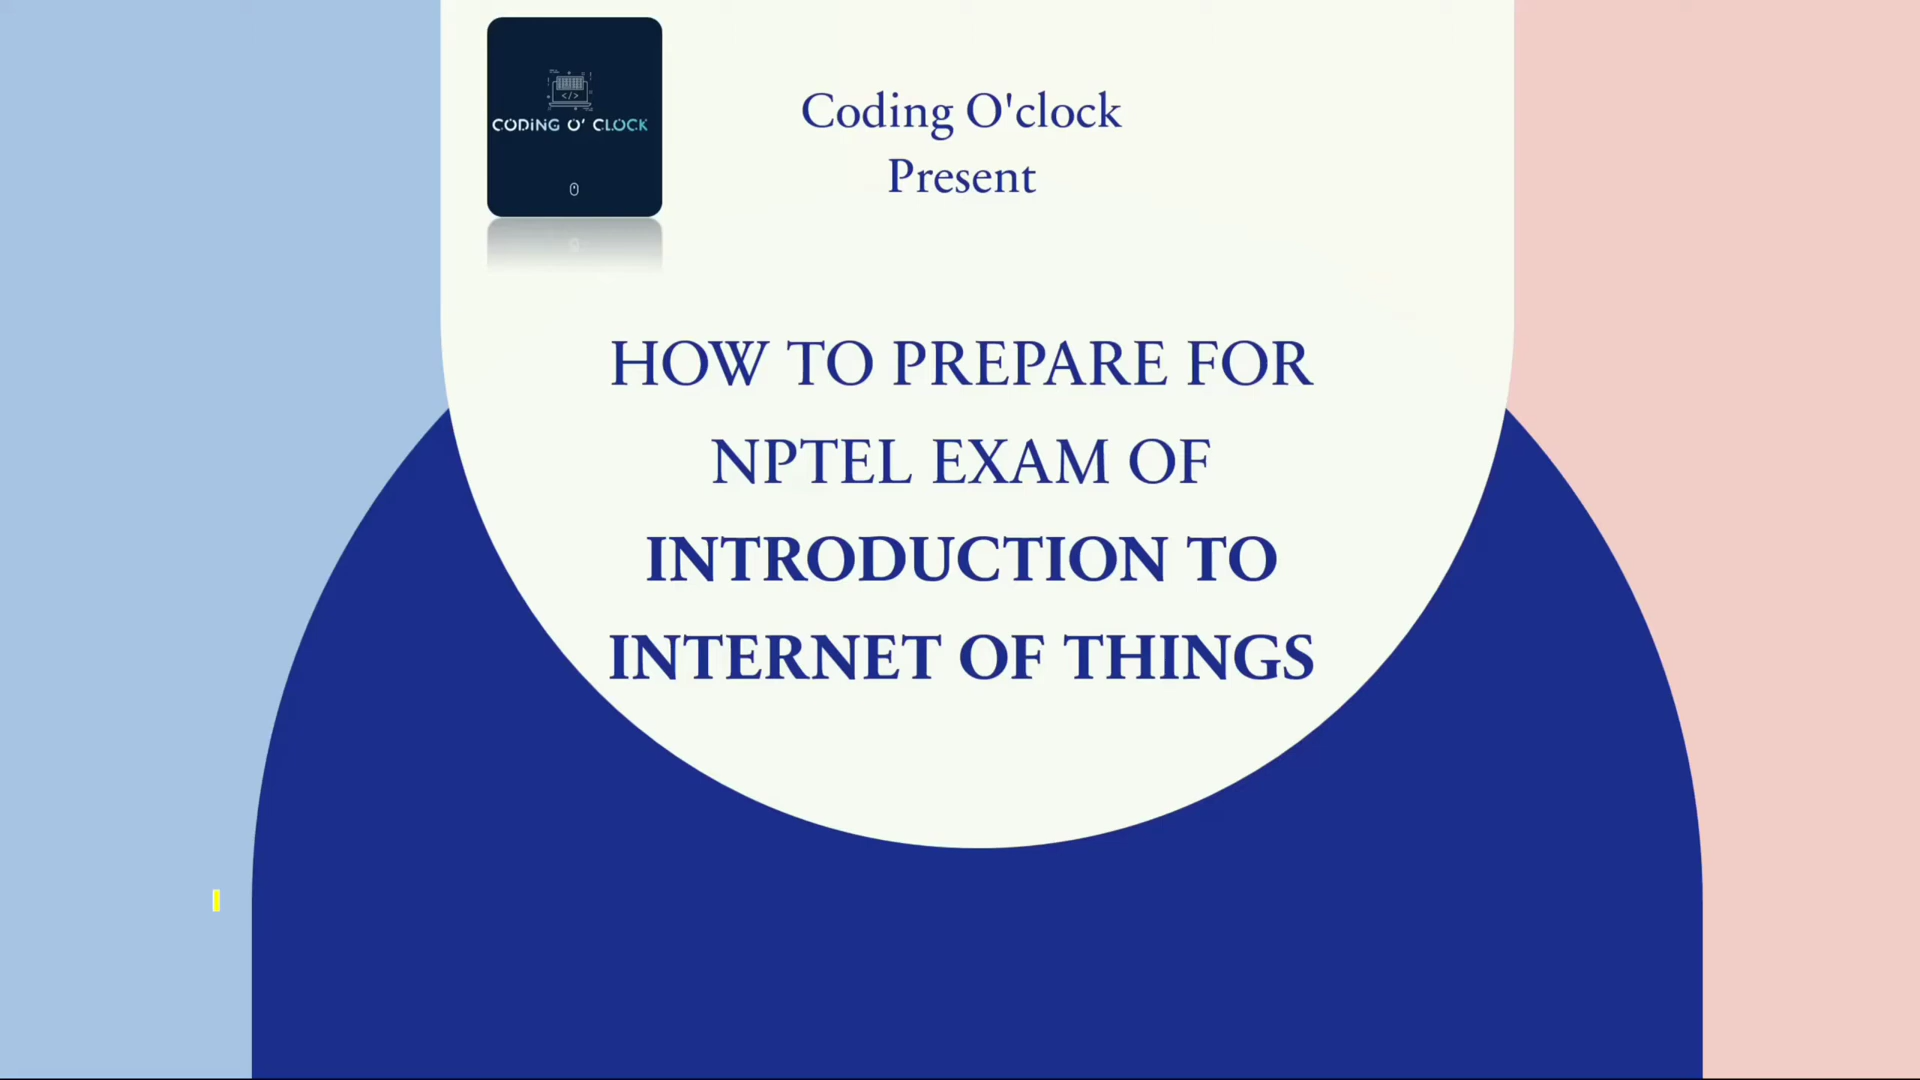 CODING O' CLOCK
Coding O'clock
Present
HOW TO PREPARE FOR
NPTEL EXAM OF
INTRODUCTION TO
INTERNET OF THINGS